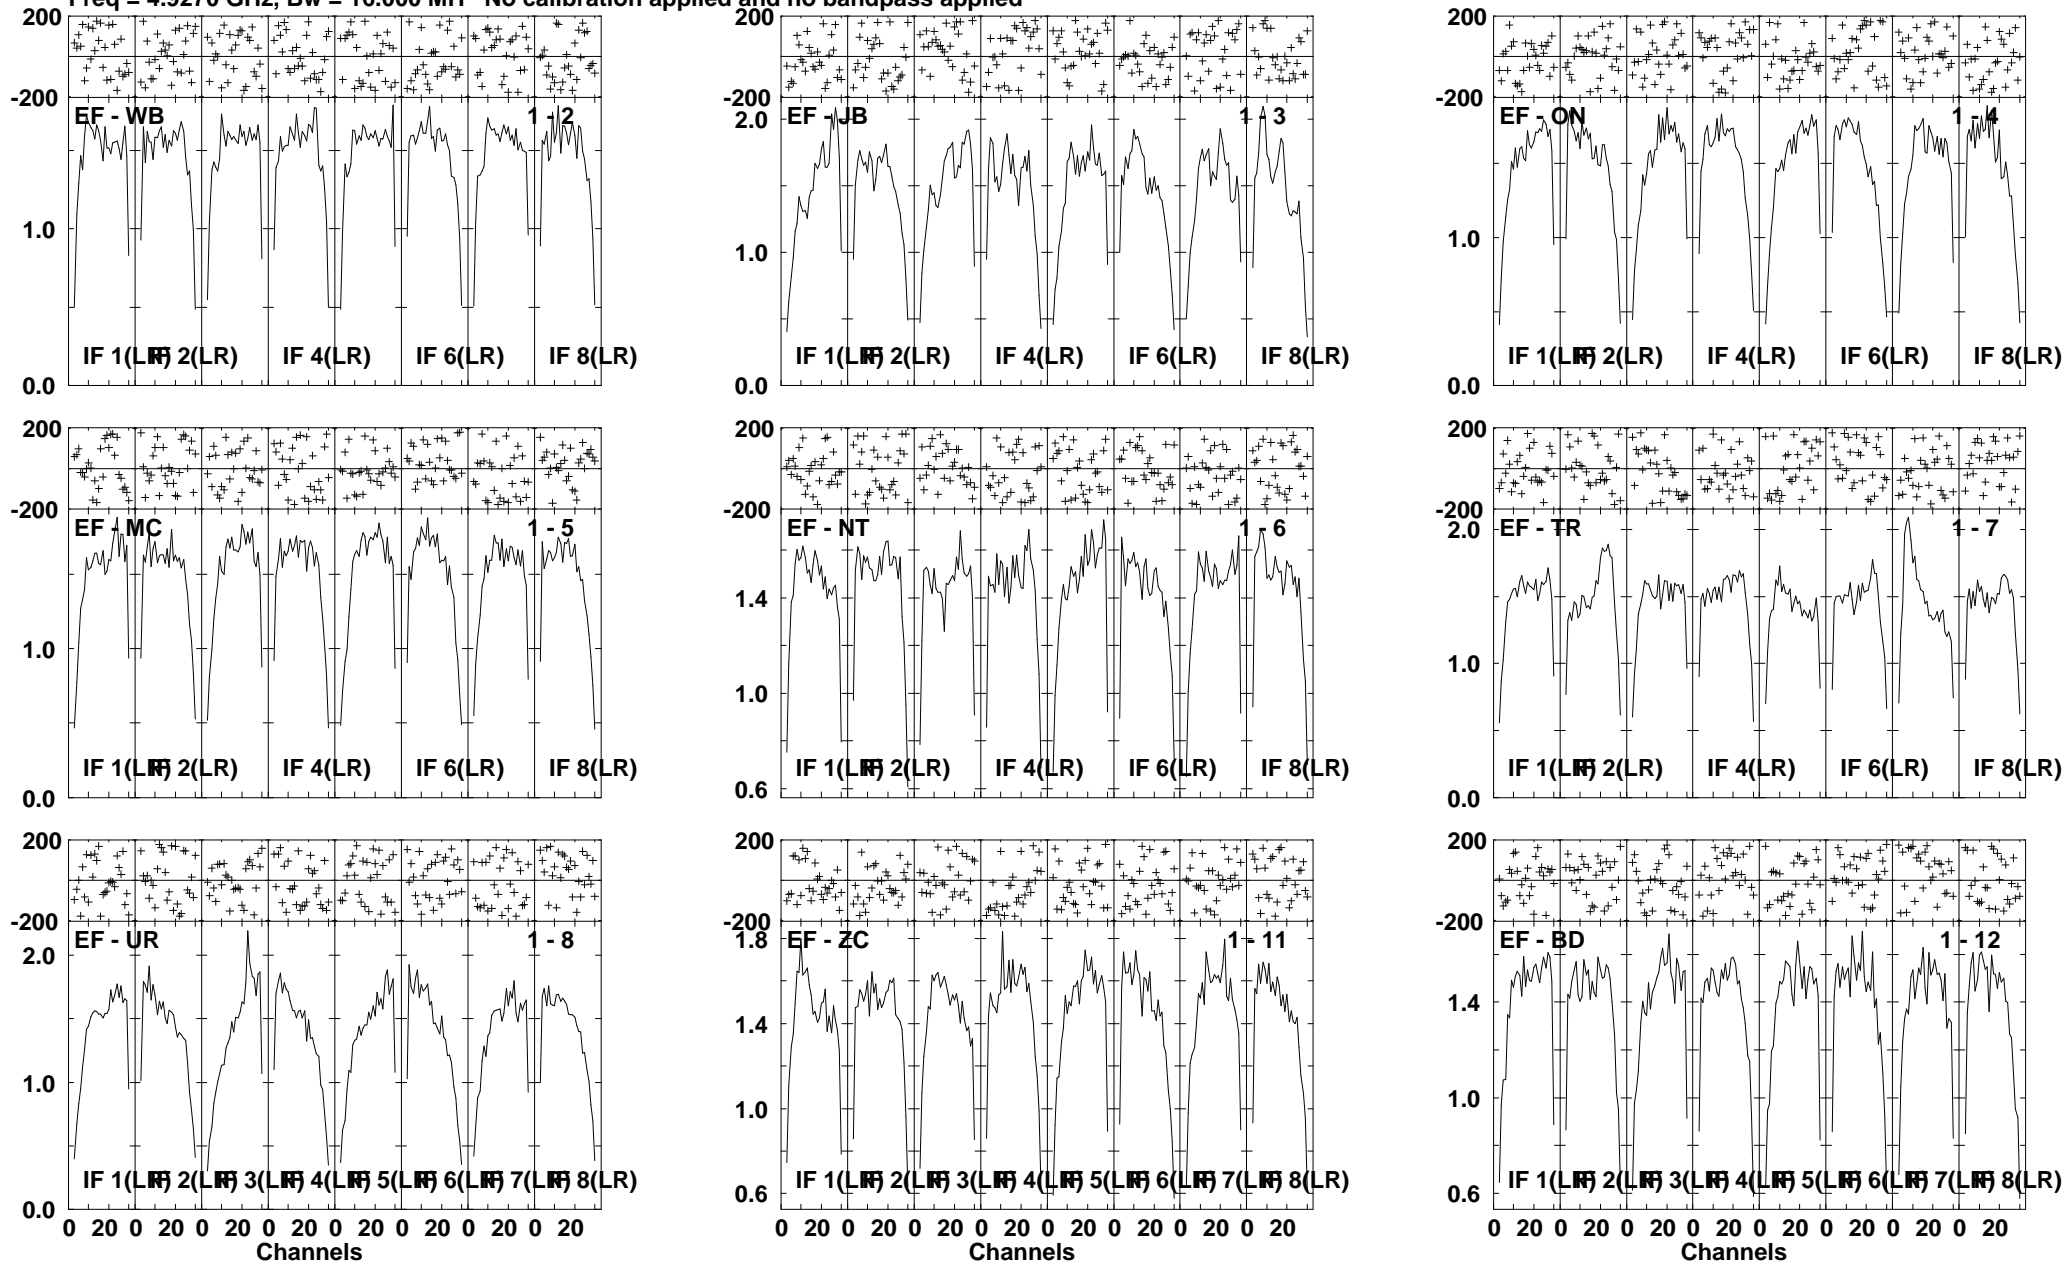 Freq = 4.9270 GHz, Bw = 16.000 MH No calibration applied and no bandpass applied
200
-200
EF - WB 1 - 2
1.0
0.0
IF 1(LR) IF 2(LR) IF 4(LR) IF 6(LR) IF 8(LR)
200
-200
EF - JB 1 - 3
2.0
1.0
0.0
IF 1(LR) IF 2(LR) IF 4(LR) IF 6(LR) IF 8(LR)
200
-200
EF - ON 1 - 4
1.0
0.0
IF 1(LR) IF 2(LR) IF 4(LR) IF 6(LR) IF 8(LR)
200
-200
EF - MC 1 - 5
1.0
0.0
IF 1(LR) IF 2(LR) IF 4(LR) IF 6(LR) IF 8(LR)
200
-200
EF - NT 1 - 6
1.4
1.0
0.6
IF 1(LR) IF 2(LR) IF 4(LR) IF 6(LR) IF 8(LR)
200
-200
EF - TR 1 - 7
2.0
1.0
0.0
IF 1(LR) IF 2(LR) IF 4(LR) IF 6(LR) IF 8(LR)
200
-200
EF - UR 1 - 8
2.0
1.0
0.0
IF 1(LR) IF 2(LR) IF 3(LR) IF 4(LR) IF 5(LR) IF 6(LR) IF 7(LR) IF 8(LR)
0 20 0 20 0 20 0 20 0 20 0 20 0 20 0 20
Channels
200
-200
EF - ZC 1 - 11
1.8
1.4
1.0
0.6
IF 1(LR) IF 2(LR) IF 3(LR) IF 4(LR) IF 5(LR) IF 6(LR) IF 7(LR) IF 8(LR)
0 20 0 20 0 20 0 20 0 20 0 20 0 20 0 20
Channels
200
-200
EF - BD 1 - 12
1.4
1.0
0.6
IF 1(LR) IF 2(LR) IF 3(LR) IF 4(LR) IF 5(LR) IF 6(LR) IF 7(LR) IF 8(LR)
0 20 0 20 0 20 0 20 0 20 0 20 0 20 0 20
Channels